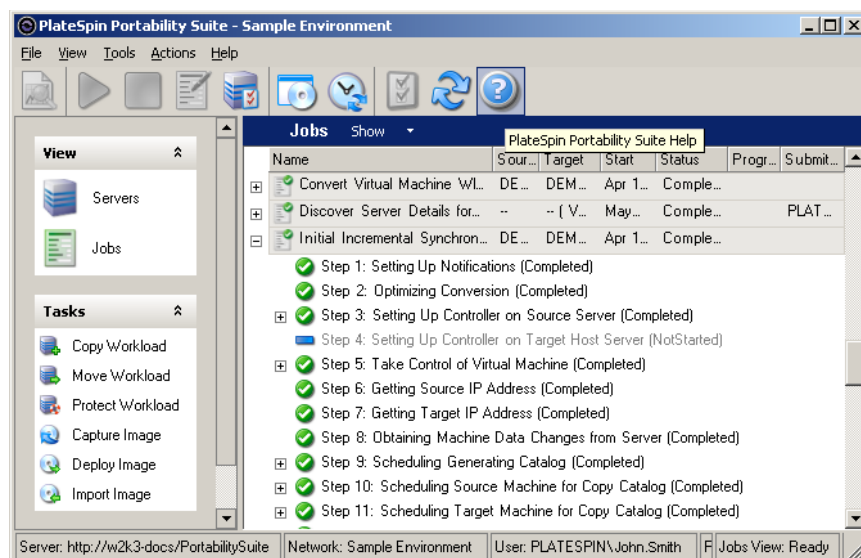 PlateSpin Portability Suite - Sample Environment
File View Tools Actions Help
Jobs Show
PlateSpin Portability Suite Help
View
Servers
Jobs
Tasks
Copy Workload
Move Workload
Protect Workload
Capture Image
Deploy Image
Import Image
Name Sour... Target Start Status Progr... Submit...
Convert Virtual Machine WI... DE... DEM... Apr 1... Comple...
Discover Server Details for... -- -- ( V... May... Comple... PLAT...
Initial Incremental Synchron... DE... DEM... Apr 1... Comple...
Step 1: Setting Up Notifications (Completed)
Step 2: Optimizing Conversion (Completed)
Step 3: Setting Up Controller on Source Server (Completed)
Step 4: Setting Up Controller on Target Host Server (NotStarted)
Step 5: Take Control of Virtual Machine (Completed)
Step 6: Getting Source IP Address (Completed)
Step 7: Getting Target IP Address (Completed)
Step 8: Obtaining Machine Data Changes from Server (Completed)
Step 9: Scheduling Generating Catalog (Completed)
Step 10: Scheduling Source Machine for Copy Catalog (Completed)
Step 11: Scheduling Target Machine for Copy Catalog (Completed)
Server: http://w2k3-docs/PortabilitySuite Network: Sample Environment User: PLATESPIN\John.Smith F Jobs View: Ready